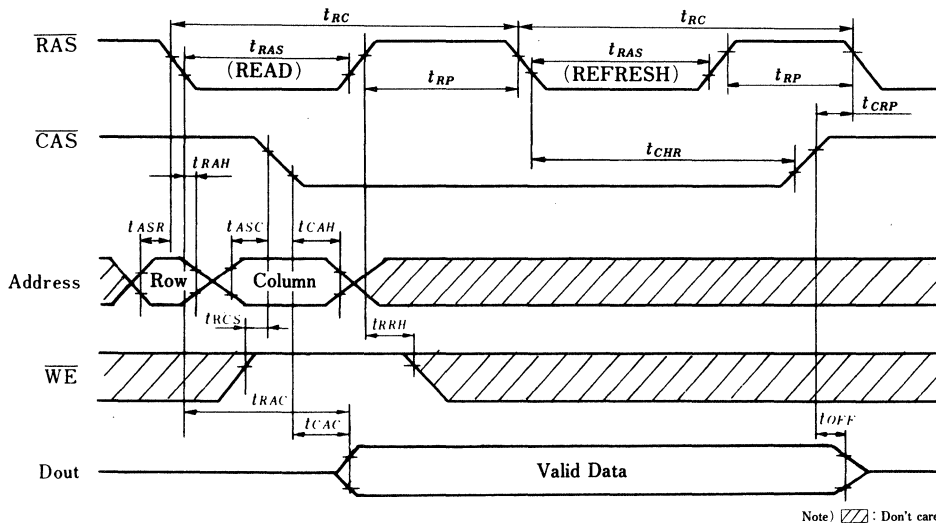 tRC tRC
RAS tRAS tRAS
(READ) (REFRESH)
tRP tRP
tCRP
CAS
tCHR
tRAH
tASR tASC tCAH
Address Row Column
tRCS tRRH
WE
tRAC
tCAC tOFF
Dout Valid Data
Note) : Don't care